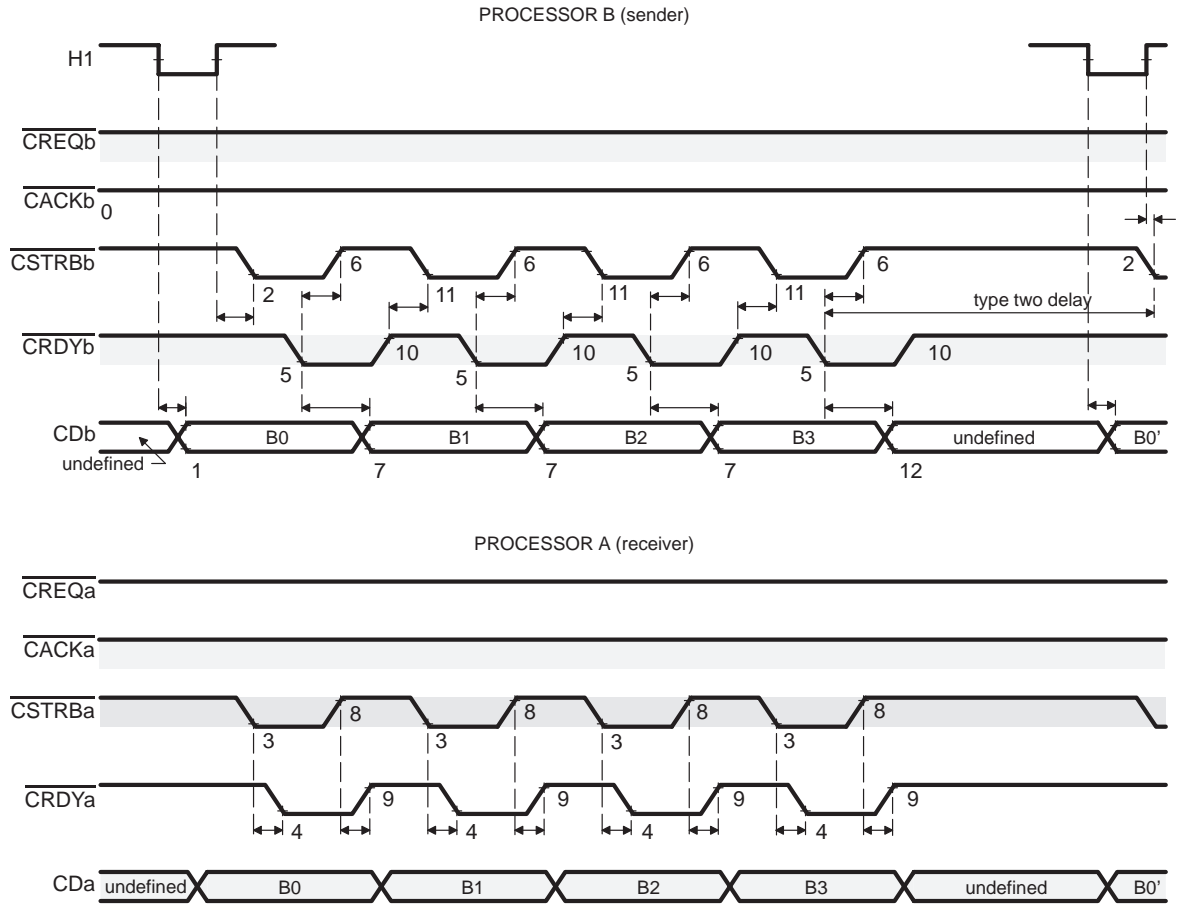 PROCESSOR B (sender)
H1
CREQb
CACKb
0
CSTRBb
6
6
6
6
2
2
11
11
11
type two delay
CRDYb
10
10
10
10
5
5
5
5
CDb
B0
B1
B2
B3
undefined
B0'
undefined
1
7
7
7
12
PROCESSOR A (receiver)
CREQa
CACKa
CSTRBa
8
8
8
8
3
3
3
3
CRDYa
9
9
9
9
4
4
4
4
CDa
undefined
B0
B1
B2
B3
undefined
B0'